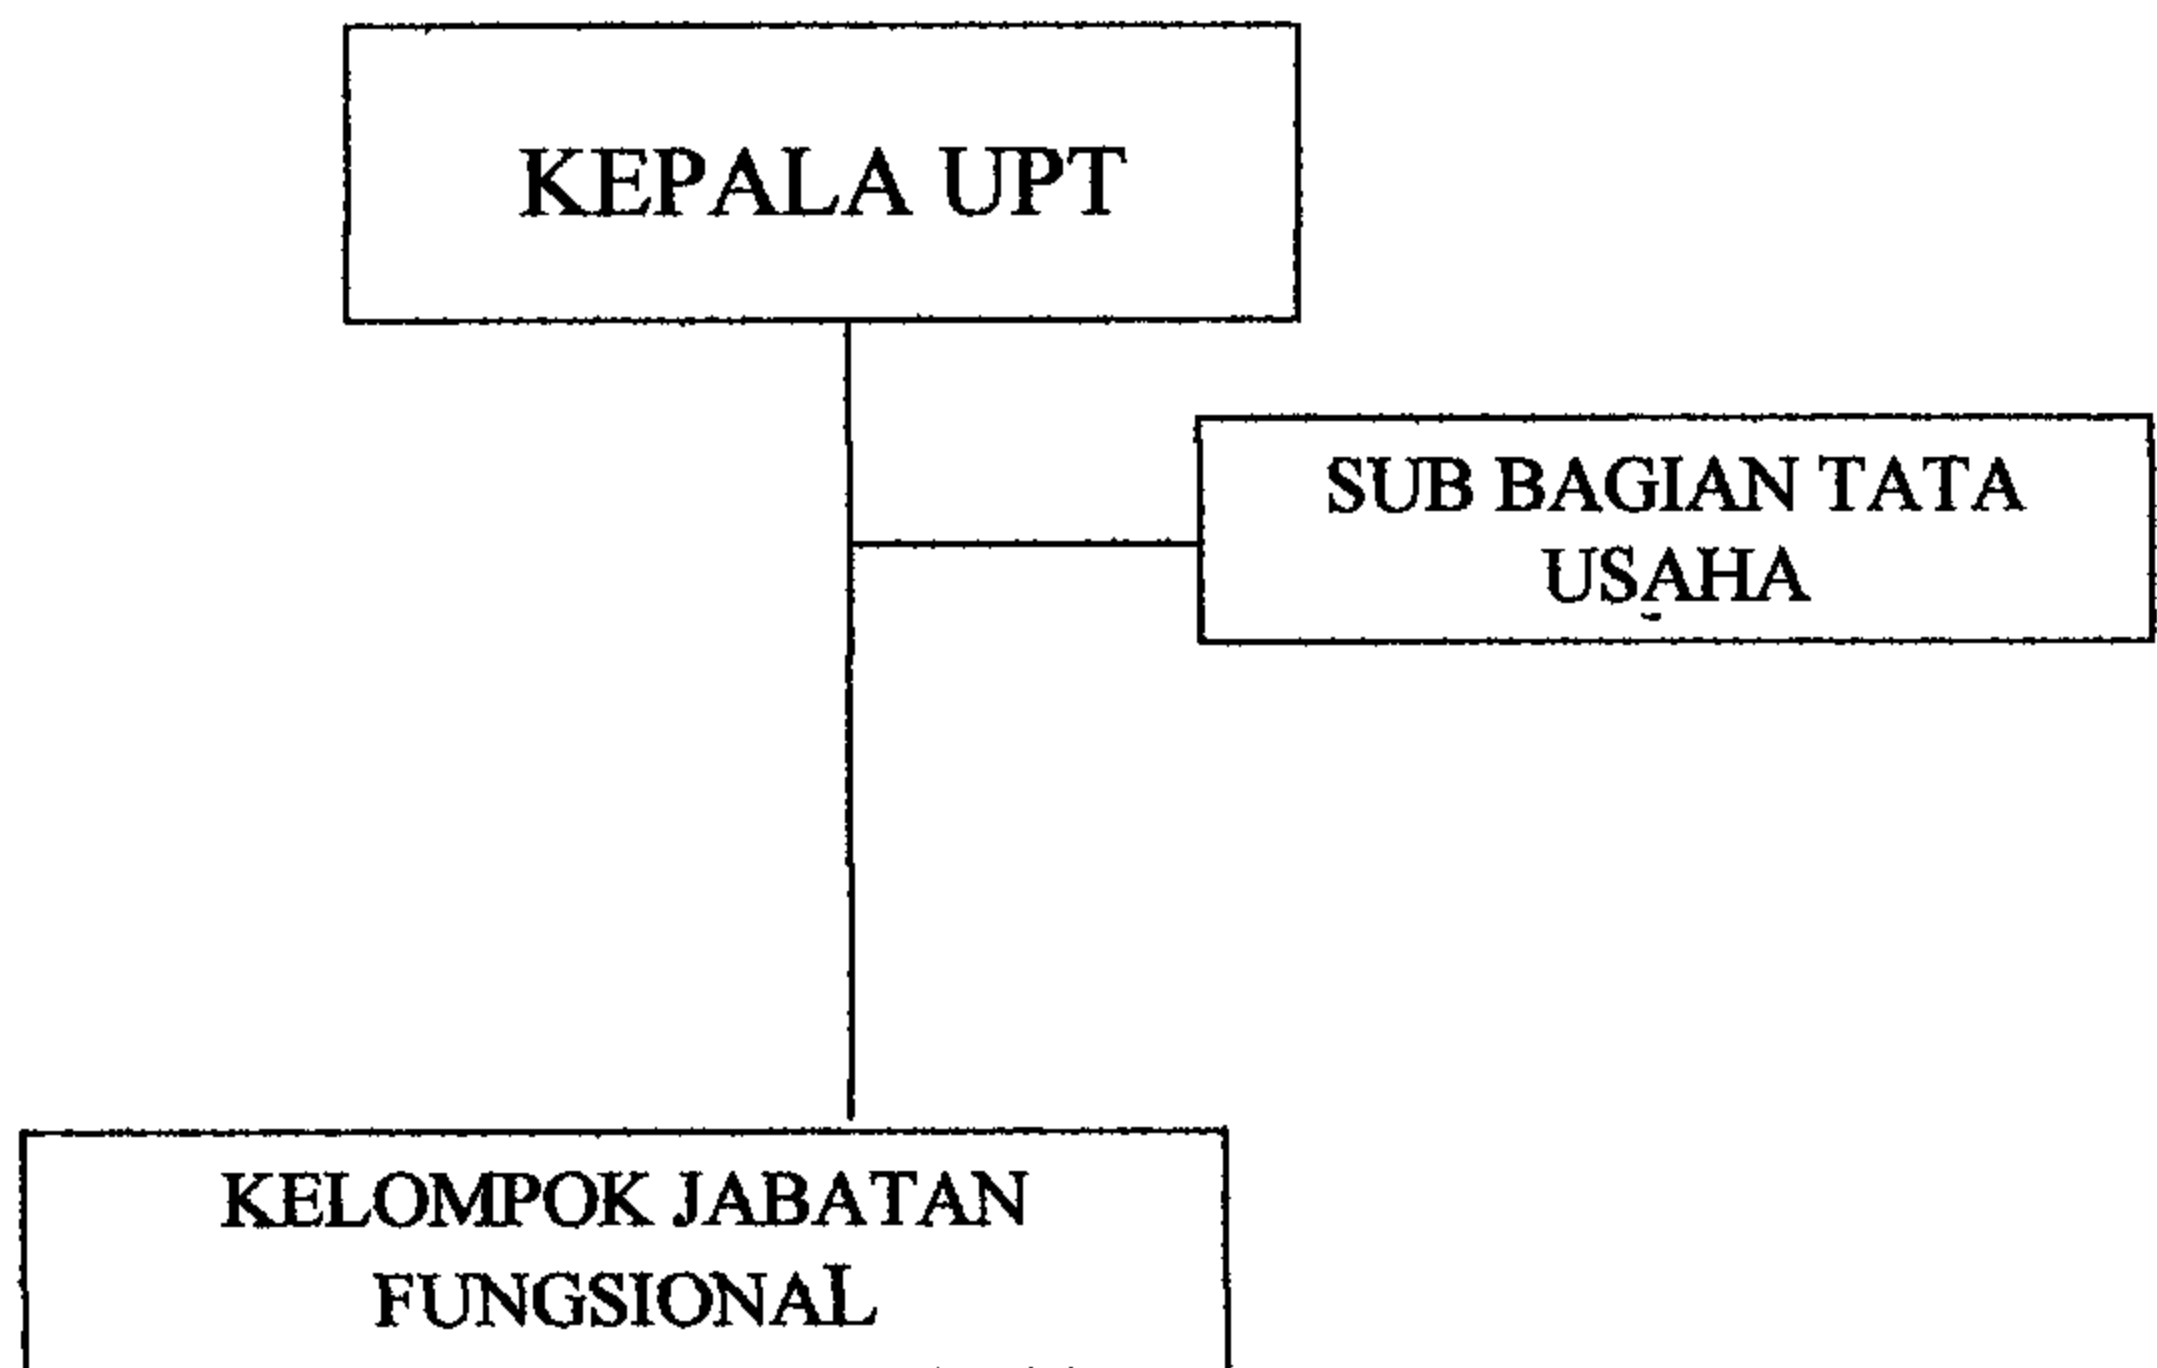 KEPALA UPT
SUB BAGIAN TATA
USAHA
KELOMPOK JABATAN
FUNGSIONAL